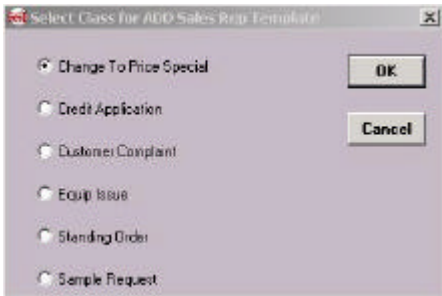 Select Class for ADD Sales Rep Template
Change To Price Special
OK
Credit Application
Cancel
Customer Complaint
Equip Issue
Standing Order
Sample Request